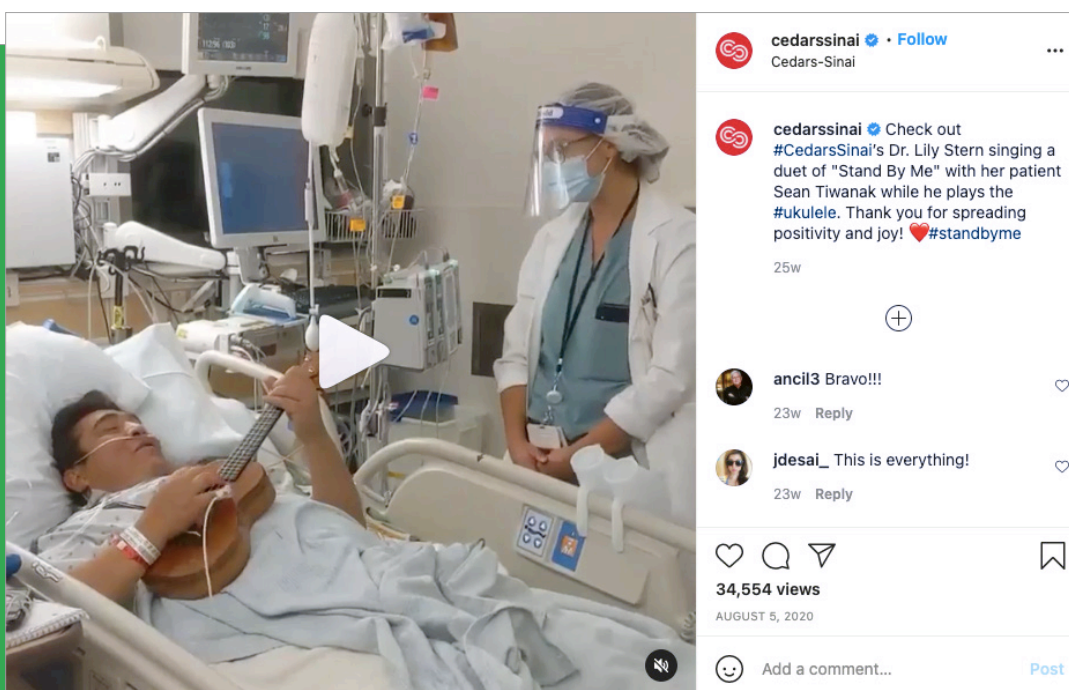 cedarssinai • Follow
Cedars-Sinai
cedarssinai Check out
#CedarsSinai's Dr. Lily Stern singing a
duet of "Stand By Me" with her patient
Sean Tiwanak while he plays the
#ukulele. Thank you for spreading
positivity and joy! ❤️#standbyme
25w
ancil3 Bravo!!!
23w Reply
jdesai_ This is everything!
23w Reply
34,554 views
AUGUST 5, 2020
Add a comment... Post